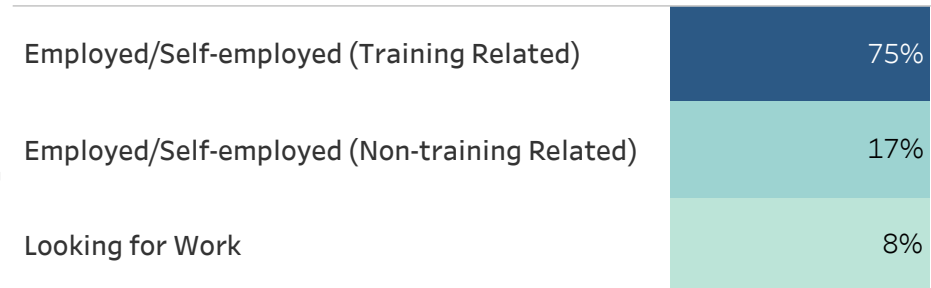 Employed/Self-employed (Training Related) 75%
Employed/Self-employed (Non-training Related) 17%
Looking for Work 8%